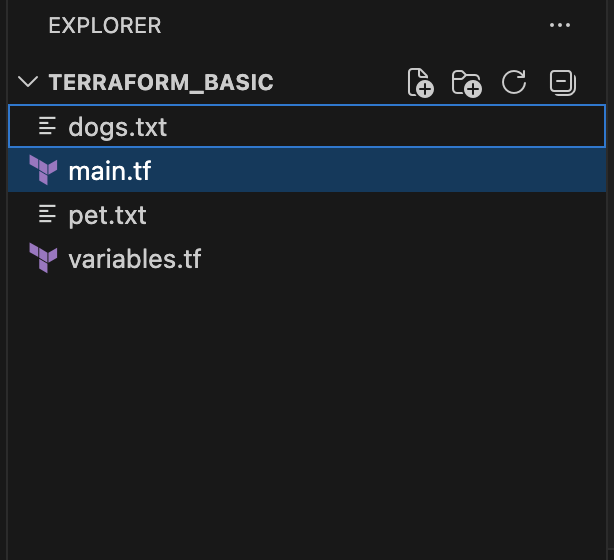 EXPLORER
TERRAFORM_BASIC
dogs.txt
main.tf
pet.txt
variables.tf